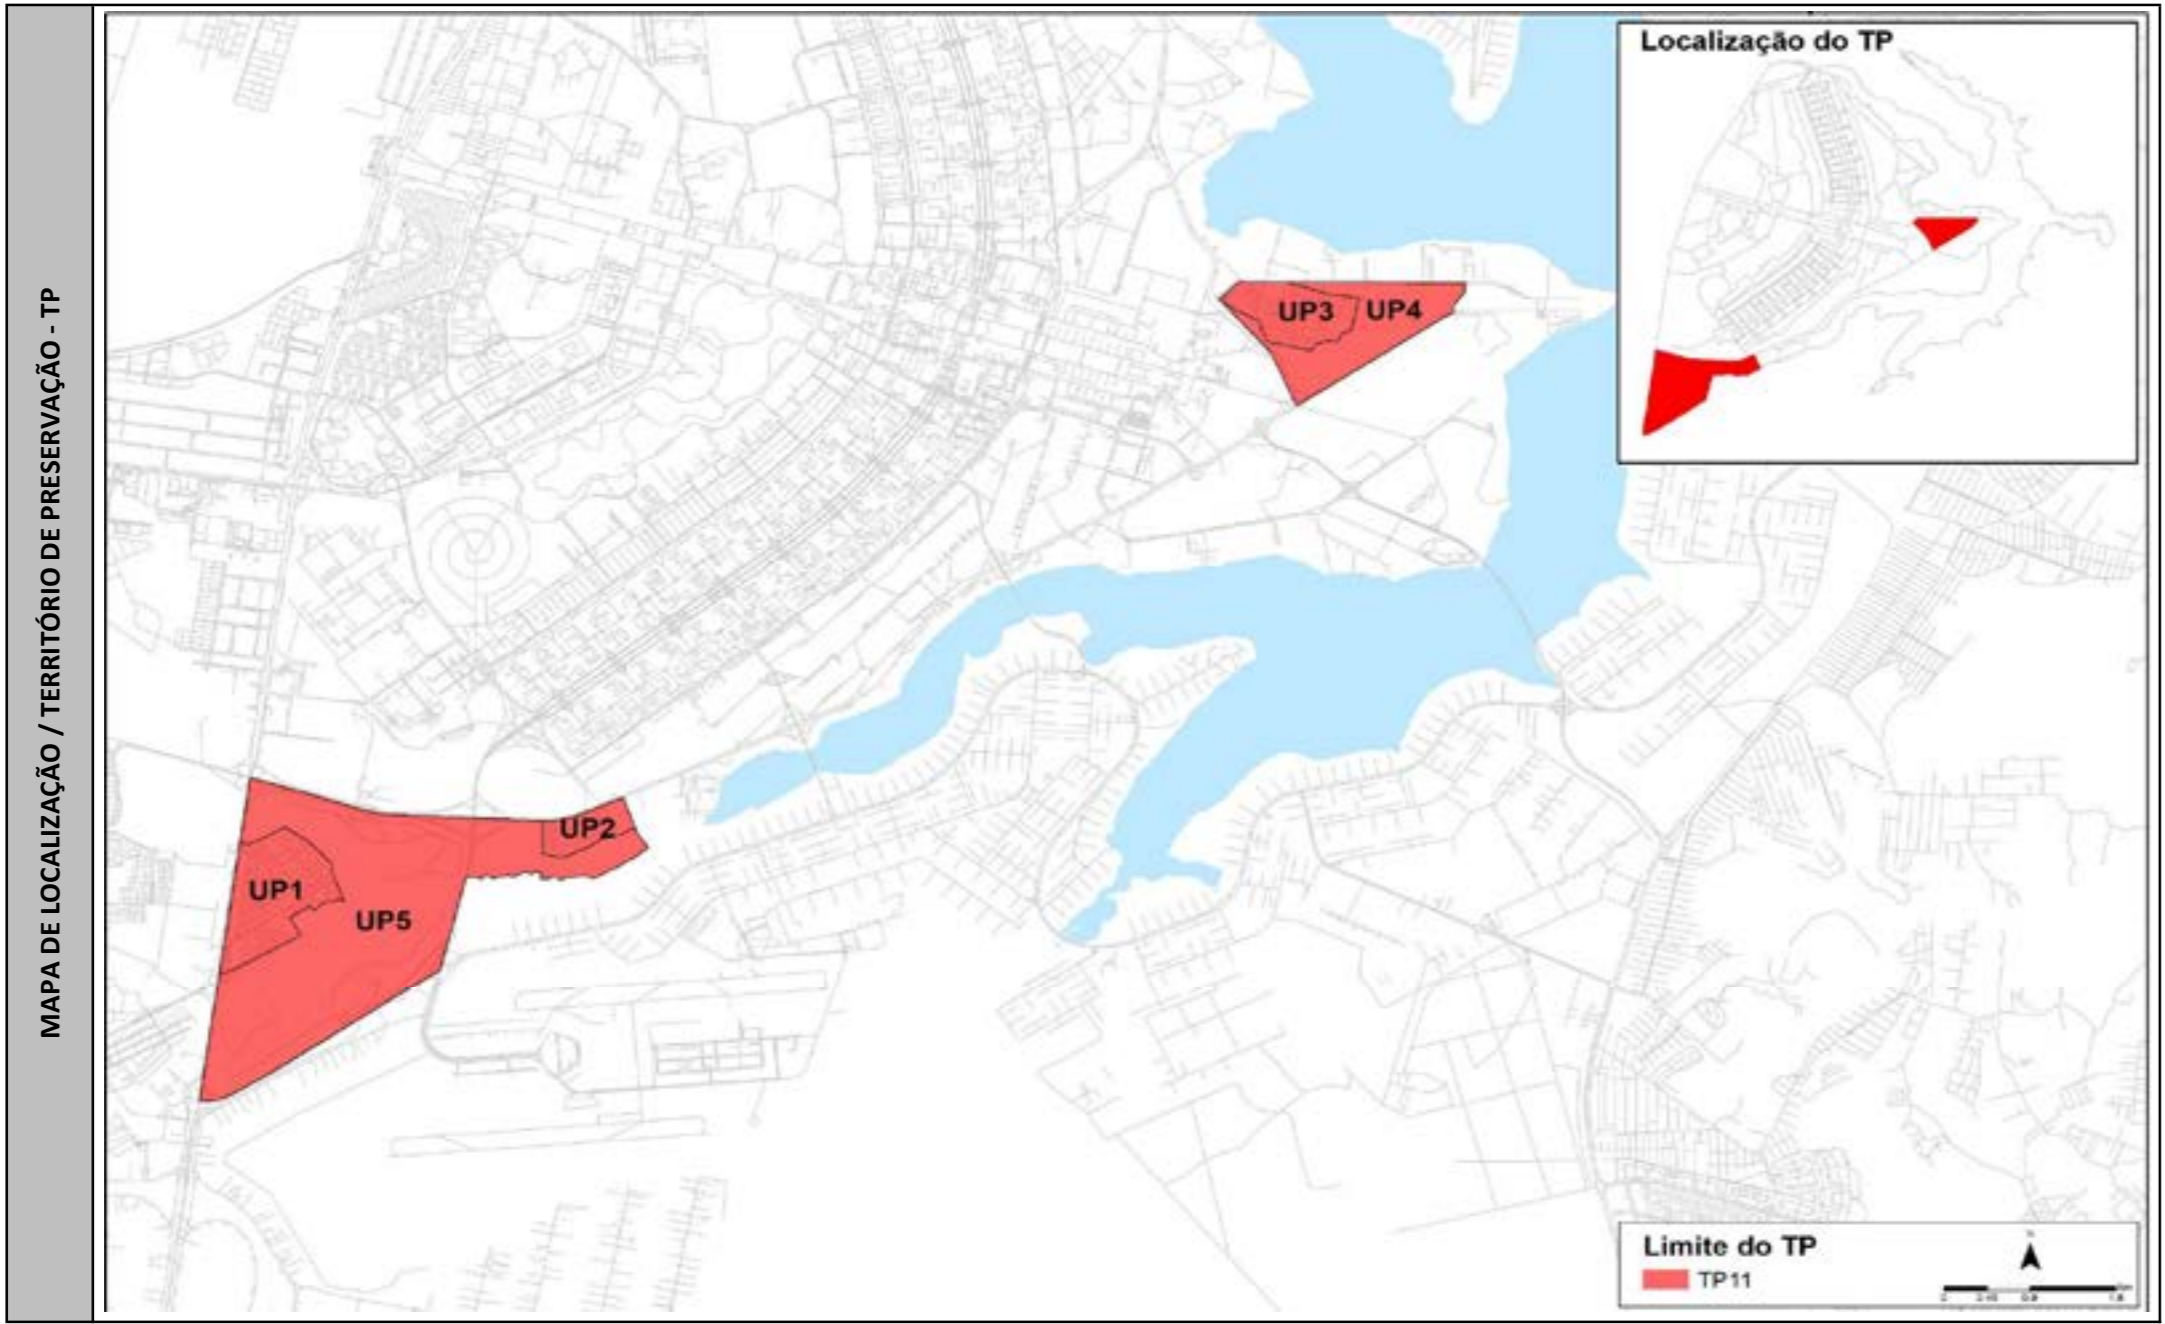 MAPA DE LOCALIZAÇÃO / TERRITÓRIO DE PRESERVAÇÃO - TP
Localização do TP
UP3 UP4
UP2
UP1
UP5
Limite do TP
TP11